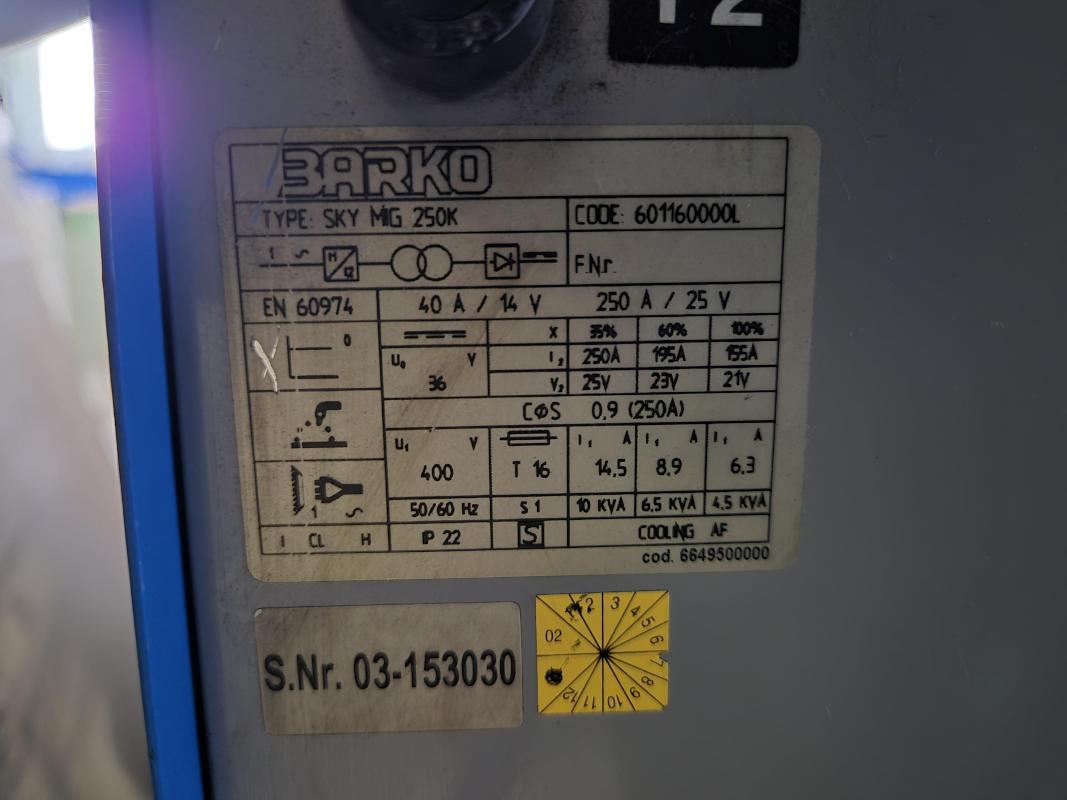 12
BARKO
TYPE: SKY MIG 250K
CODE: 601160000L
1 ~
F.Nr.
EN 60974
40 A / 14 V 250 A / 25 V
0
X 35% 60% 100%
U₀ V
36
I₂ 250A 195A 155A
V₂ 25V 23V 21V
CØS 0,9 (250A)
U₁ V
400
T 16
I₁ A I₁ A I₁ A
14,5 8,9 6,3
1 ~
50/60 Hz S 1 10 KVA 6,5 KVA 4,5 KVA
I CL H IP 22 S COOLING AF
cod. 6649500000
S.Nr. 03-153030
02 2 3 4 5 6 7 8 9 10 11 12